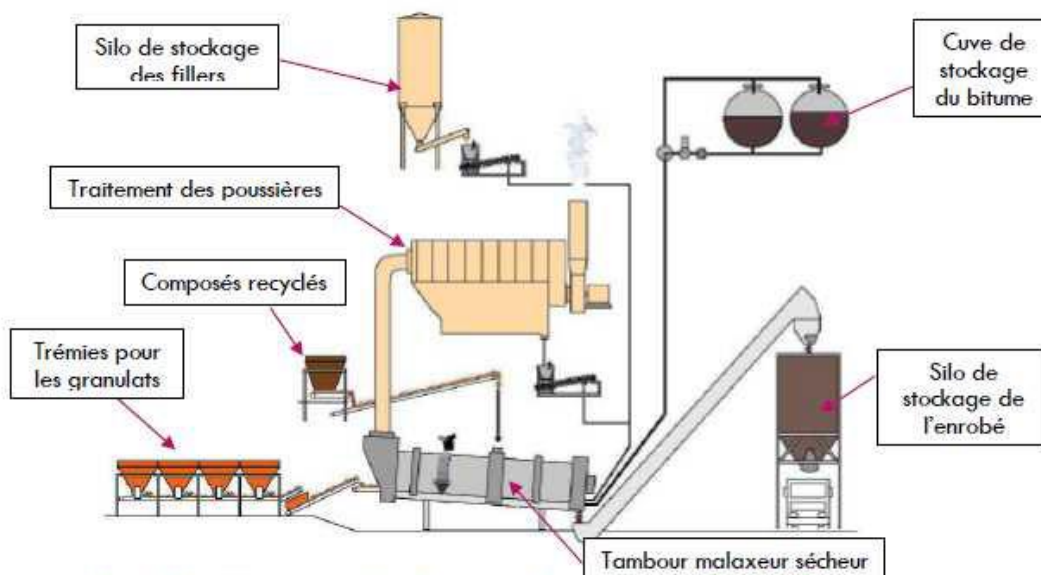 Silo de stockage
des fillers
Cuve de
stockage
du bitume
Traitement des poussières
Composés recyclés
Trémies pour
les granulats
Silo de
stockage de
l'enrobé
Tambour malaxeur sécheur